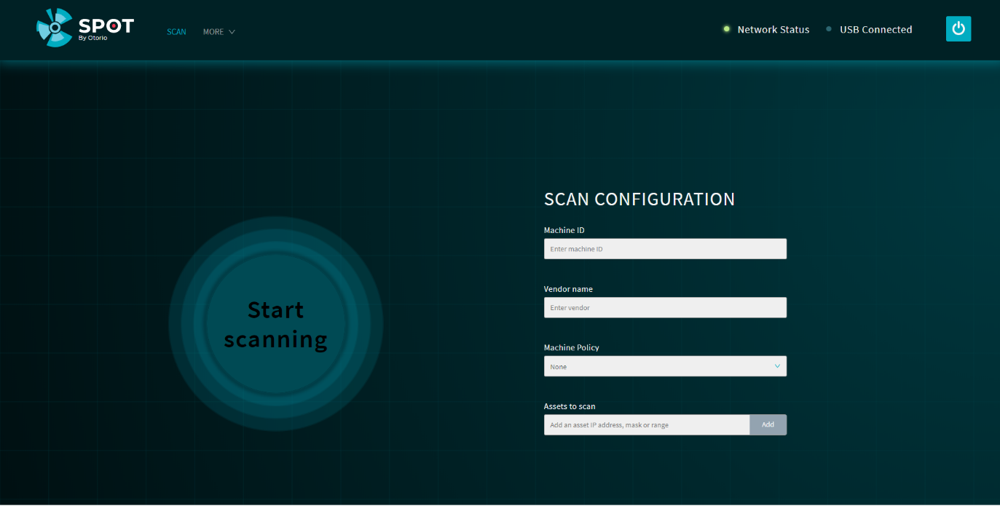 SPOT
By Otorio
SCAN
MORE
Network Status
USB Connected
Start
scanning
SCAN CONFIGURATION
Machine ID
Enter machine ID
Vendor name
Enter vendor
Machine Policy
None
Assets to scan
Add an asset IP address, mask or range
Add